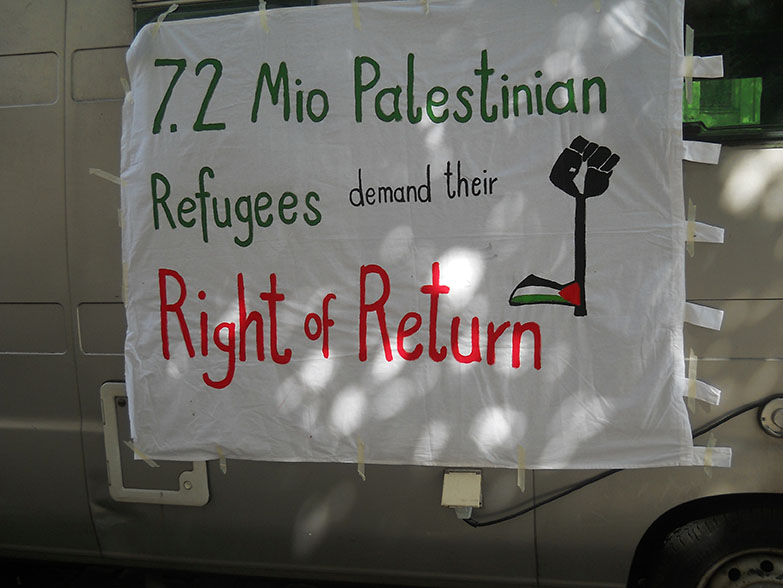 7.2 Mio Palestinian
Refugees demand their
Right of Return